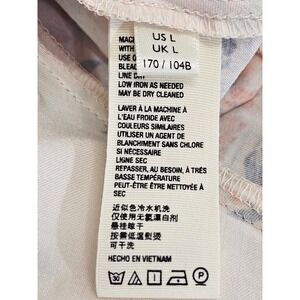 US L
UK L
170 / 104B
MAC
WITH
USE O
BLEAC
LINE DRY
LOW IRON IF NEEDED
MAY BE DRY CLEANED
LAVER À LA MACHINE À
L'EAU FROIDE AVEC
COULEURS SIMILAIRES
UTILISER UN AGENT DE
BLANCHIMENT SANS CHLORE
SI NÉCESSAIRE
LIGNE SEC
REPASSER, AU BESOIN, À TRÈS
BASSE TEMPÉRATURE
PEUT-ÊTRE ÊTRE NETTOYÉE À
SEC
近似色冷水机洗
仅使用无氯漂白剂
悬挂晾干
如需按低温熨烫
可干洗
HECHO EN VIETNAM